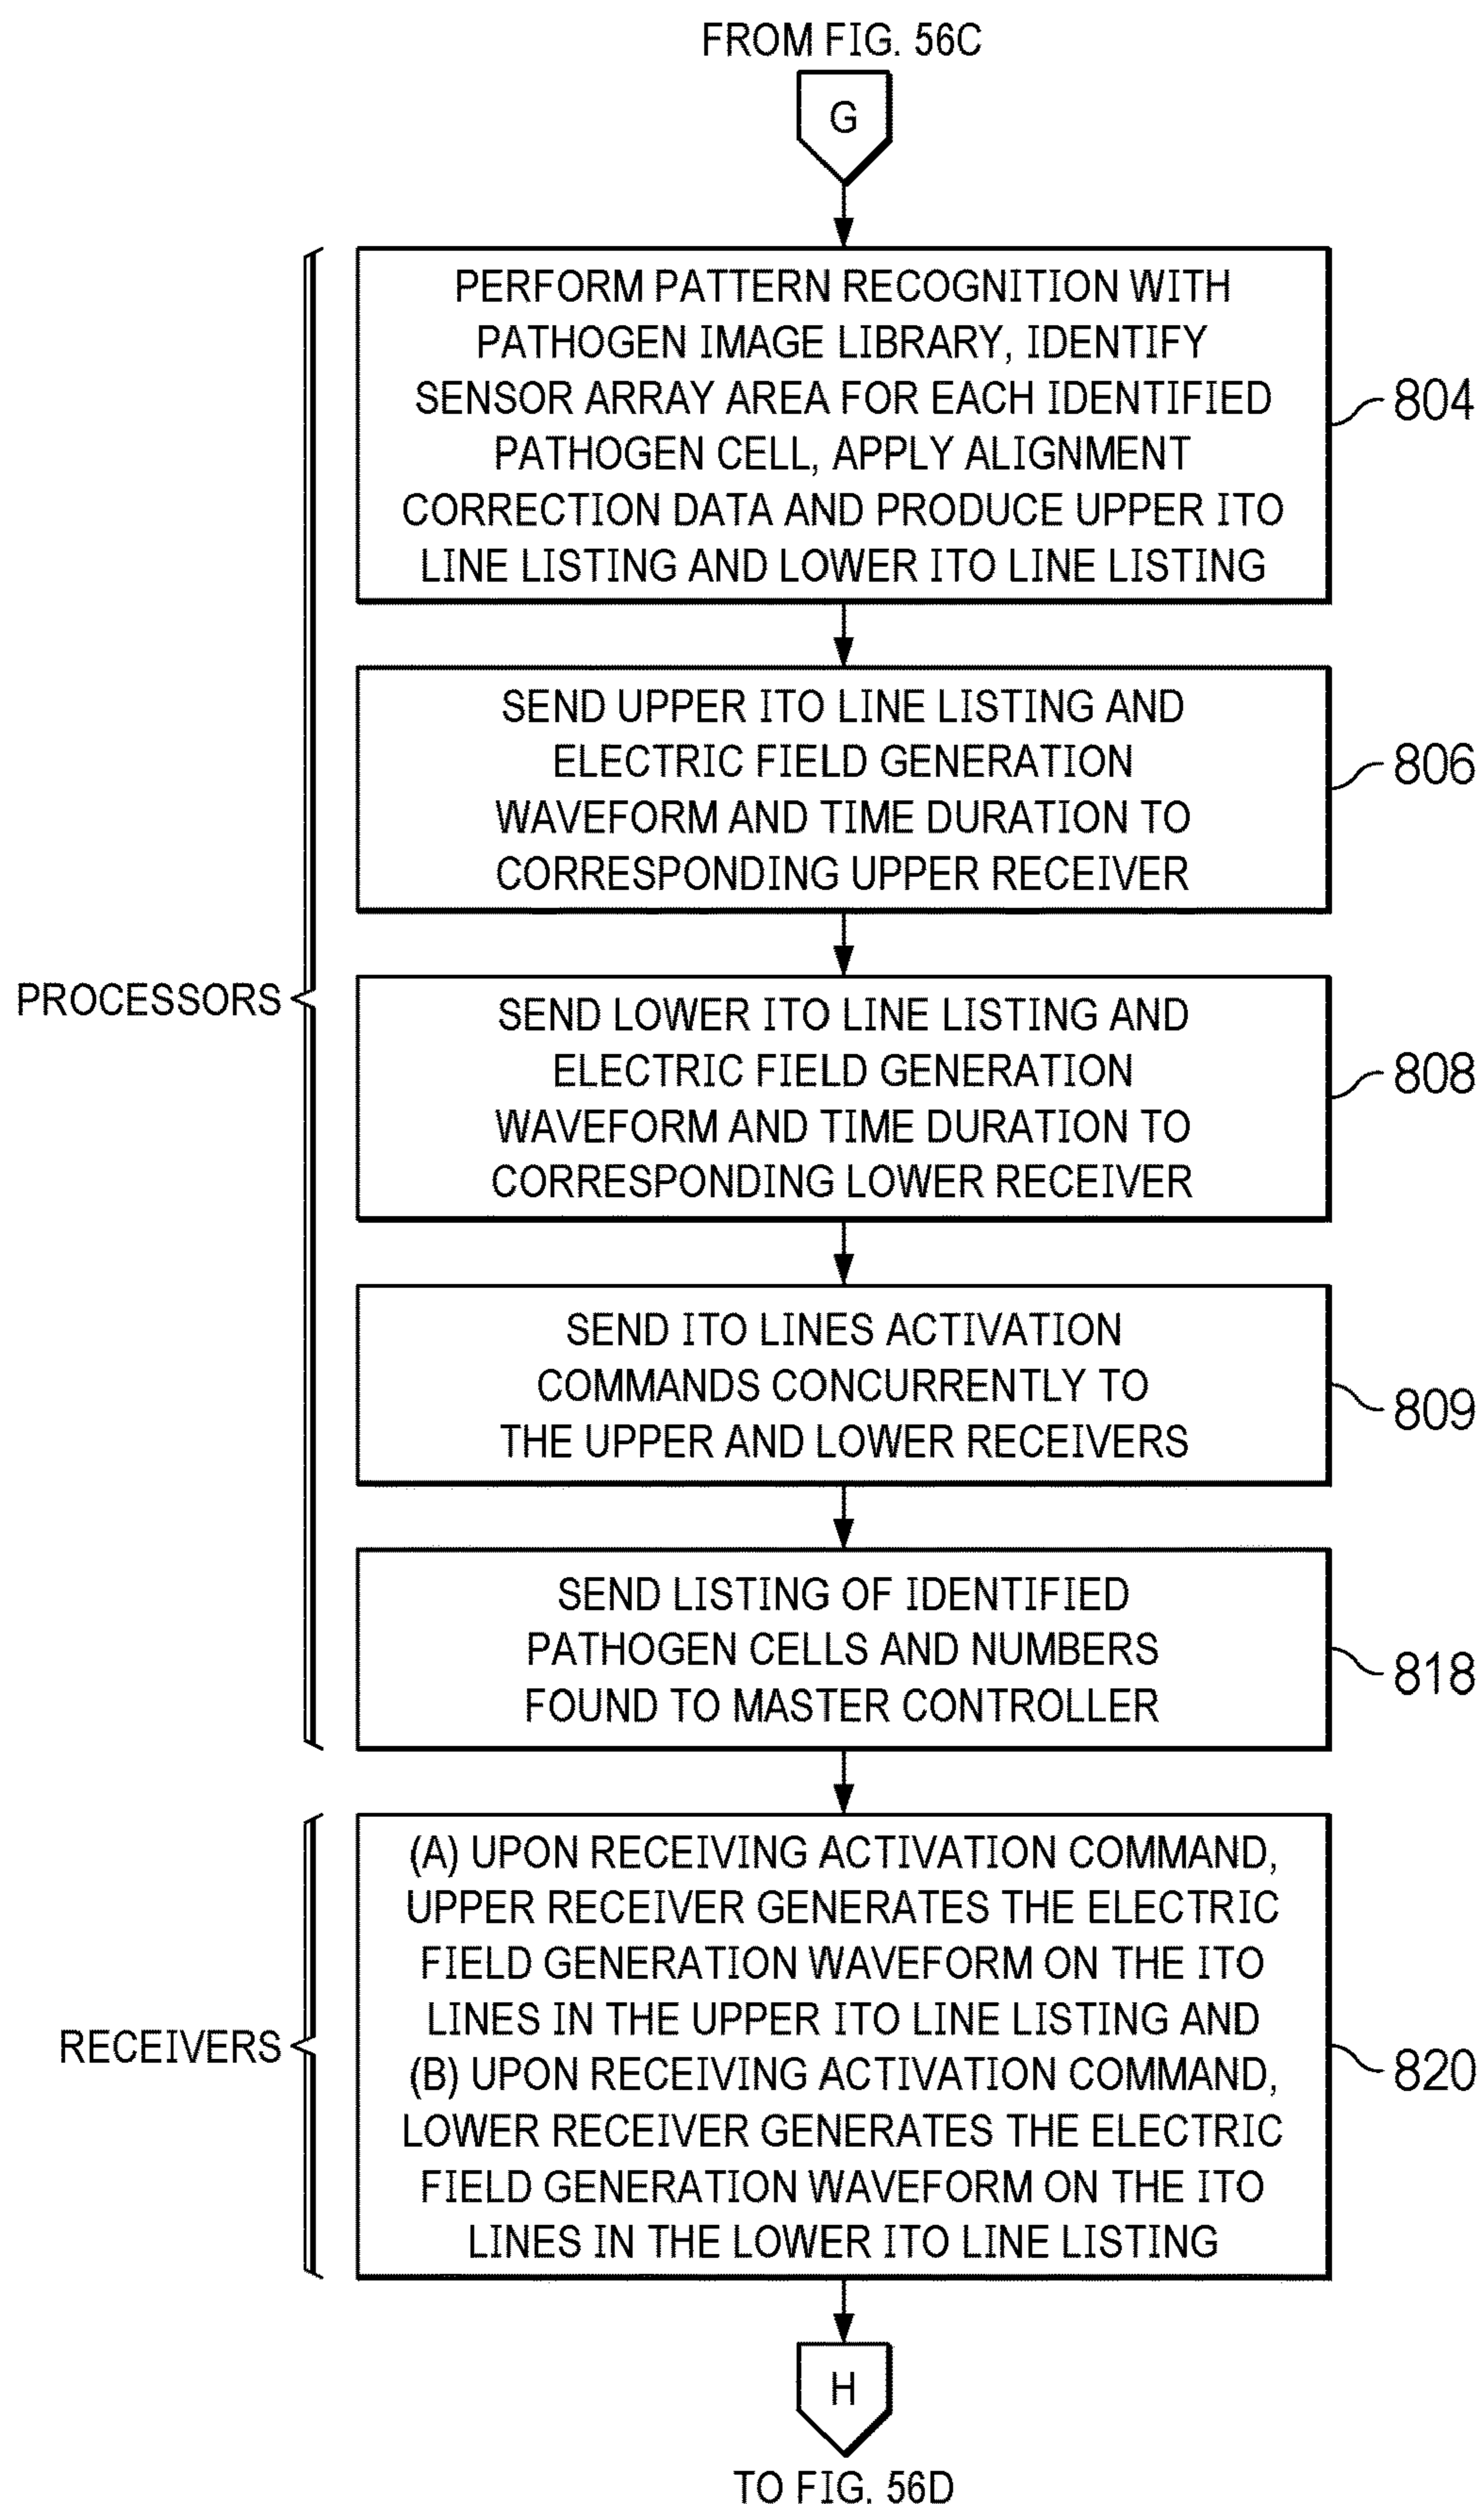 FROM FIG. 56C
G
PERFORM PATTERN RECOGNITION WITH
PATHOGEN IMAGE LIBRARY, IDENTIFY
SENSOR ARRAY AREA FOR EACH IDENTIFIED
PATHOGEN CELL, APPLY ALIGNMENT
CORRECTION DATA AND PRODUCE UPPER ITO
LINE LISTING AND LOWER ITO LINE LISTING
804
SEND UPPER ITO LINE LISTING AND
ELECTRIC FIELD GENERATION
WAVEFORM AND TIME DURATION TO
CORRESPONDING UPPER RECEIVER
806
PROCESSORS
SEND LOWER ITO LINE LISTING AND
ELECTRIC FIELD GENERATION
WAVEFORM AND TIME DURATION TO
CORRESPONDING LOWER RECEIVER
808
SEND ITO LINES ACTIVATION
COMMANDS CONCURRENTLY TO
THE UPPER AND LOWER RECEIVERS
809
SEND LISTING OF IDENTIFIED
PATHOGEN CELLS AND NUMBERS
FOUND TO MASTER CONTROLLER
818
RECEIVERS
(A) UPON RECEIVING ACTIVATION COMMAND,
UPPER RECEIVER GENERATES THE ELECTRIC
FIELD GENERATION WAVEFORM ON THE ITO
LINES IN THE UPPER ITO LINE LISTING AND
(B) UPON RECEIVING ACTIVATION COMMAND,
LOWER RECEIVER GENERATES THE ELECTRIC
FIELD GENERATION WAVEFORM ON THE ITO
LINES IN THE LOWER ITO LINE LISTING
820
H
TO FIG. 56D